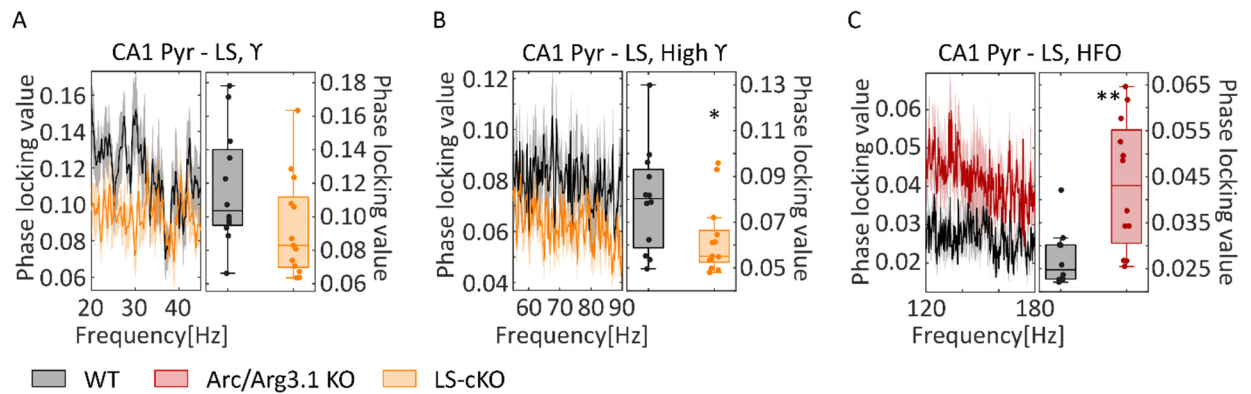 A
CA1 Pyr - LS, ϒ
Phase locking value
0.16
0.14
0.12
0.10
0.08
0.06
20 30 40
Frequency[Hz]
0.18
0.16
0.14
0.12
0.10
0.08
0.06
Phase locking value
B
CA1 Pyr - LS, High ϒ
Phase locking value
0.12
0.10
0.08
0.06
0.04
60 70 80 90
Frequency[Hz]
*
0.13
0.11
0.09
0.07
0.05
Phase locking value
C
CA1 Pyr - LS, HFO
Phase locking value
0.06
0.05
0.04
0.03
0.02
120 180
Frequency[Hz]
**
0.065
0.055
0.045
0.035
0.025
Phase locking value
WT Arc/Arg3.1 KO LS-cKO